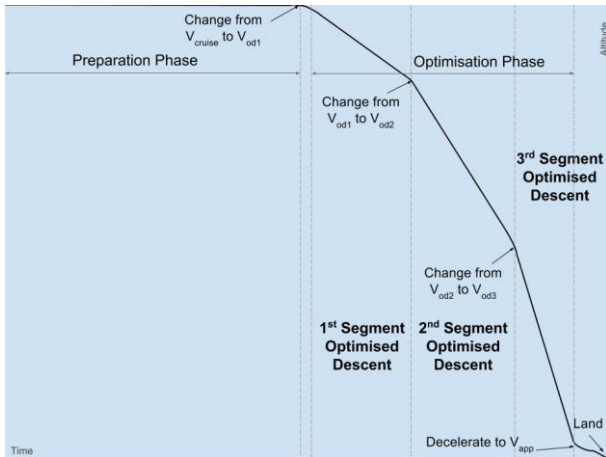 Change from
V_cruise to V_od1
Altitude
Preparation Phase
Optimisation Phase
Change from
V_od1 to V_od2
3rd Segment
Optimised
Descent
Change from
V_od2 to V_od3
1st Segment
Optimised
Descent
2nd Segment
Optimised
Descent
Land
Decelerate to V_app
Time